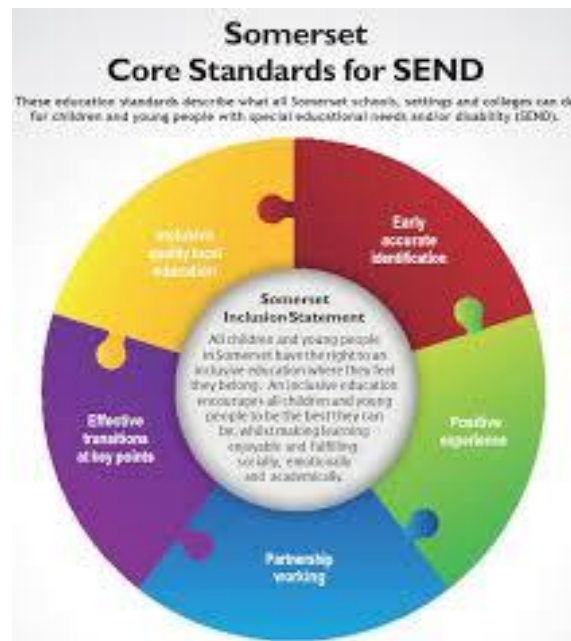 Somerset
Core Standards for SEND
These education standards describe what all Somerset schools, settings and colleges can d
for children and young people with special educational needs and/or disability (SEND).
Inclusive
quality local
education
Early
accurate
identification
Somerset
Inclusion Statement
All children and young people
in Somerset have the right to an
inclusive education where they feel
they belong. An inclusive education
encourages all children and young
people to be the best they can
be, whilst making learning
enjoyable and fulfilling
socially, emotionally
and academically.
Effective
transitions
at key points
Positive
experience
Partnership
working